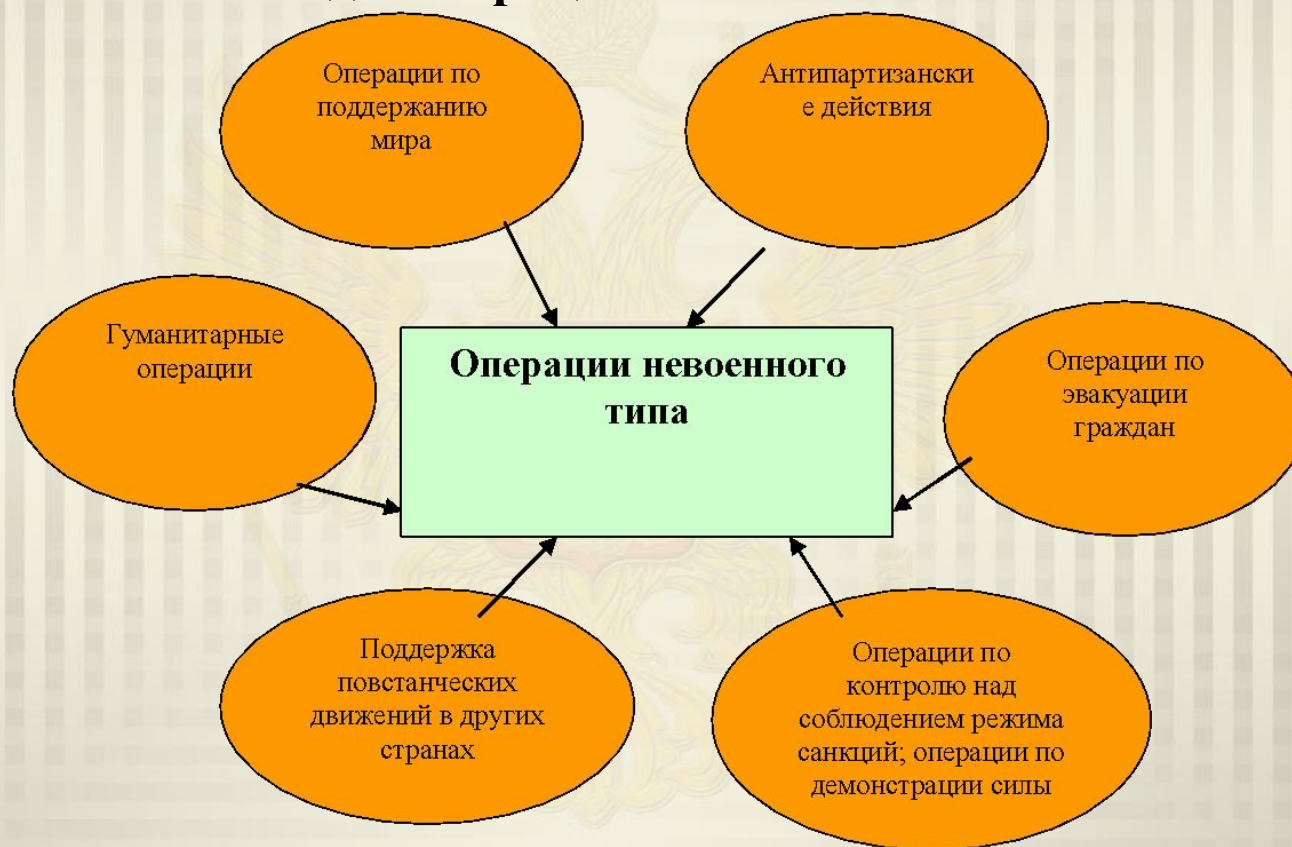 Операции по
поддержанию
мира
Антипартизански
е действия
Гуманитарные
операции
Операции невоенного
типа
Операции по
эвакуации
граждан
Поддержка
повстанческих
движений в других
странах
Операции по
контролю над
соблюдением режима
санкций; операции по
демонстрации силы